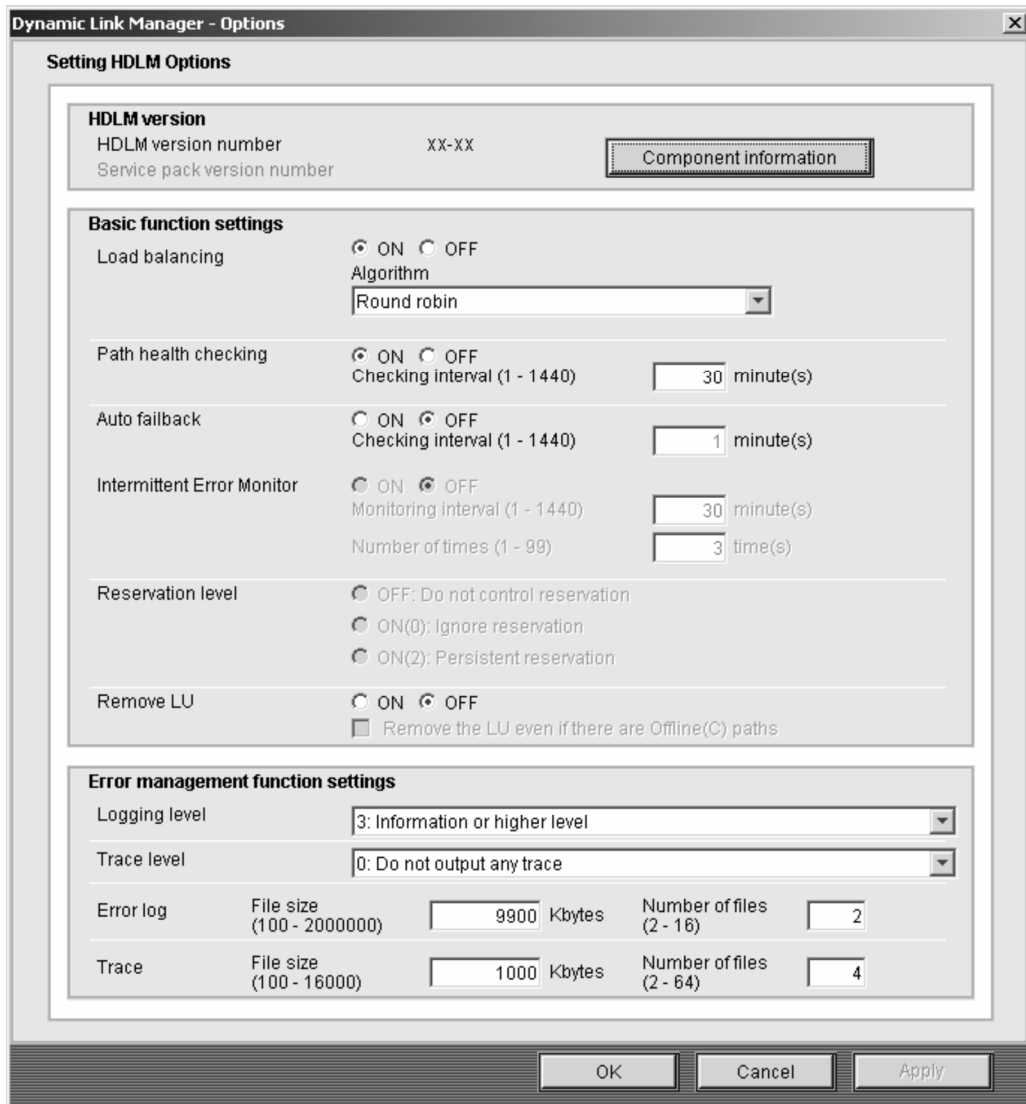 Dynamic Link Manager - Options
Setting HDLM Options
HDLM version
HDLM version number XX-XX
Component information
Service pack version number
Basic function settings
Load balancing ON OFF
Algorithm
Round robin
Path health checking ON OFF
Checking interval (1 - 1440) 30 minute(s)
Auto failback ON OFF
Checking interval (1 - 1440) 1 minute(s)
Intermittent Error Monitor ON OFF
Monitoring interval (1 - 1440) 30 minute(s)
Number of times (1 - 99) 3 time(s)
Reservation level OFF: Do not control reservation
ON(0): Ignore reservation
ON(2): Persistent reservation
Remove LU ON OFF
Remove the LU even if there are Offline(C) paths
Error management function settings
Logging level 3: Information or higher level
Trace level 0: Do not output any trace
Error log File size (100 - 2000000) 9900 Kbytes Number of files (2 - 16) 2
Trace File size (100 - 16000) 1000 Kbytes Number of files (2 - 64) 4
OK Cancel Apply